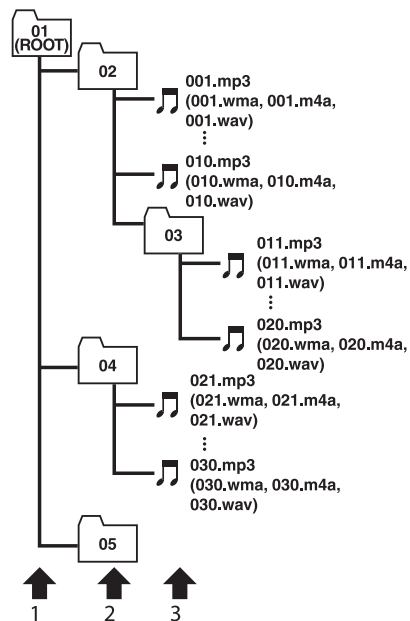 01
(ROOT)
02
001.mp3
(001.wma, 001.m4a,
001.wav)
010.mp3
(010.wma, 010.m4a,
010.wav)
03
011.mp3
(011.wma, 011.m4a,
011.wav)
020.mp3
(020.wma, 020.m4a,
020.wav)
04
021.mp3
(021.wma, 021.m4a,
021.wav)
030.mp3
(030.wma, 030.m4a,
030.wav)
05
1 2 3